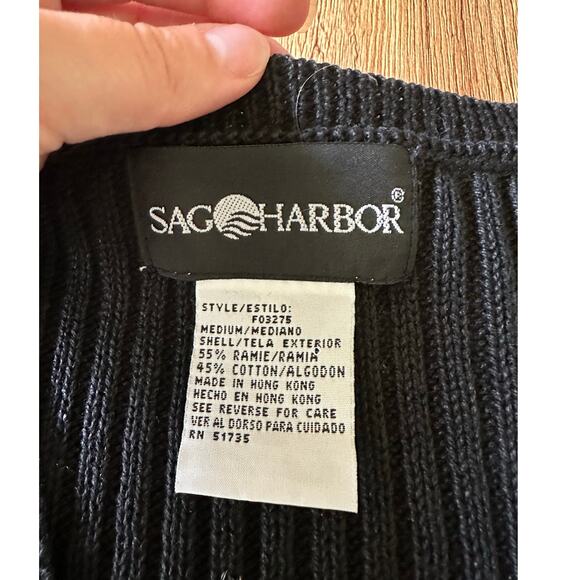 SAG HARBOR®
STYLE/ESTILO:
F03275
MEDIUM/MEDIANO
SHELL/TELA EXTERIOR
55% RAMIE/RAMIA
45% COTTON/ALGODON
MADE IN HONG KONG
HECHO EN HONG KONG
SEE REVERSE FOR CARE
VER AL DORSO PARA CUIDADO
RN 51735